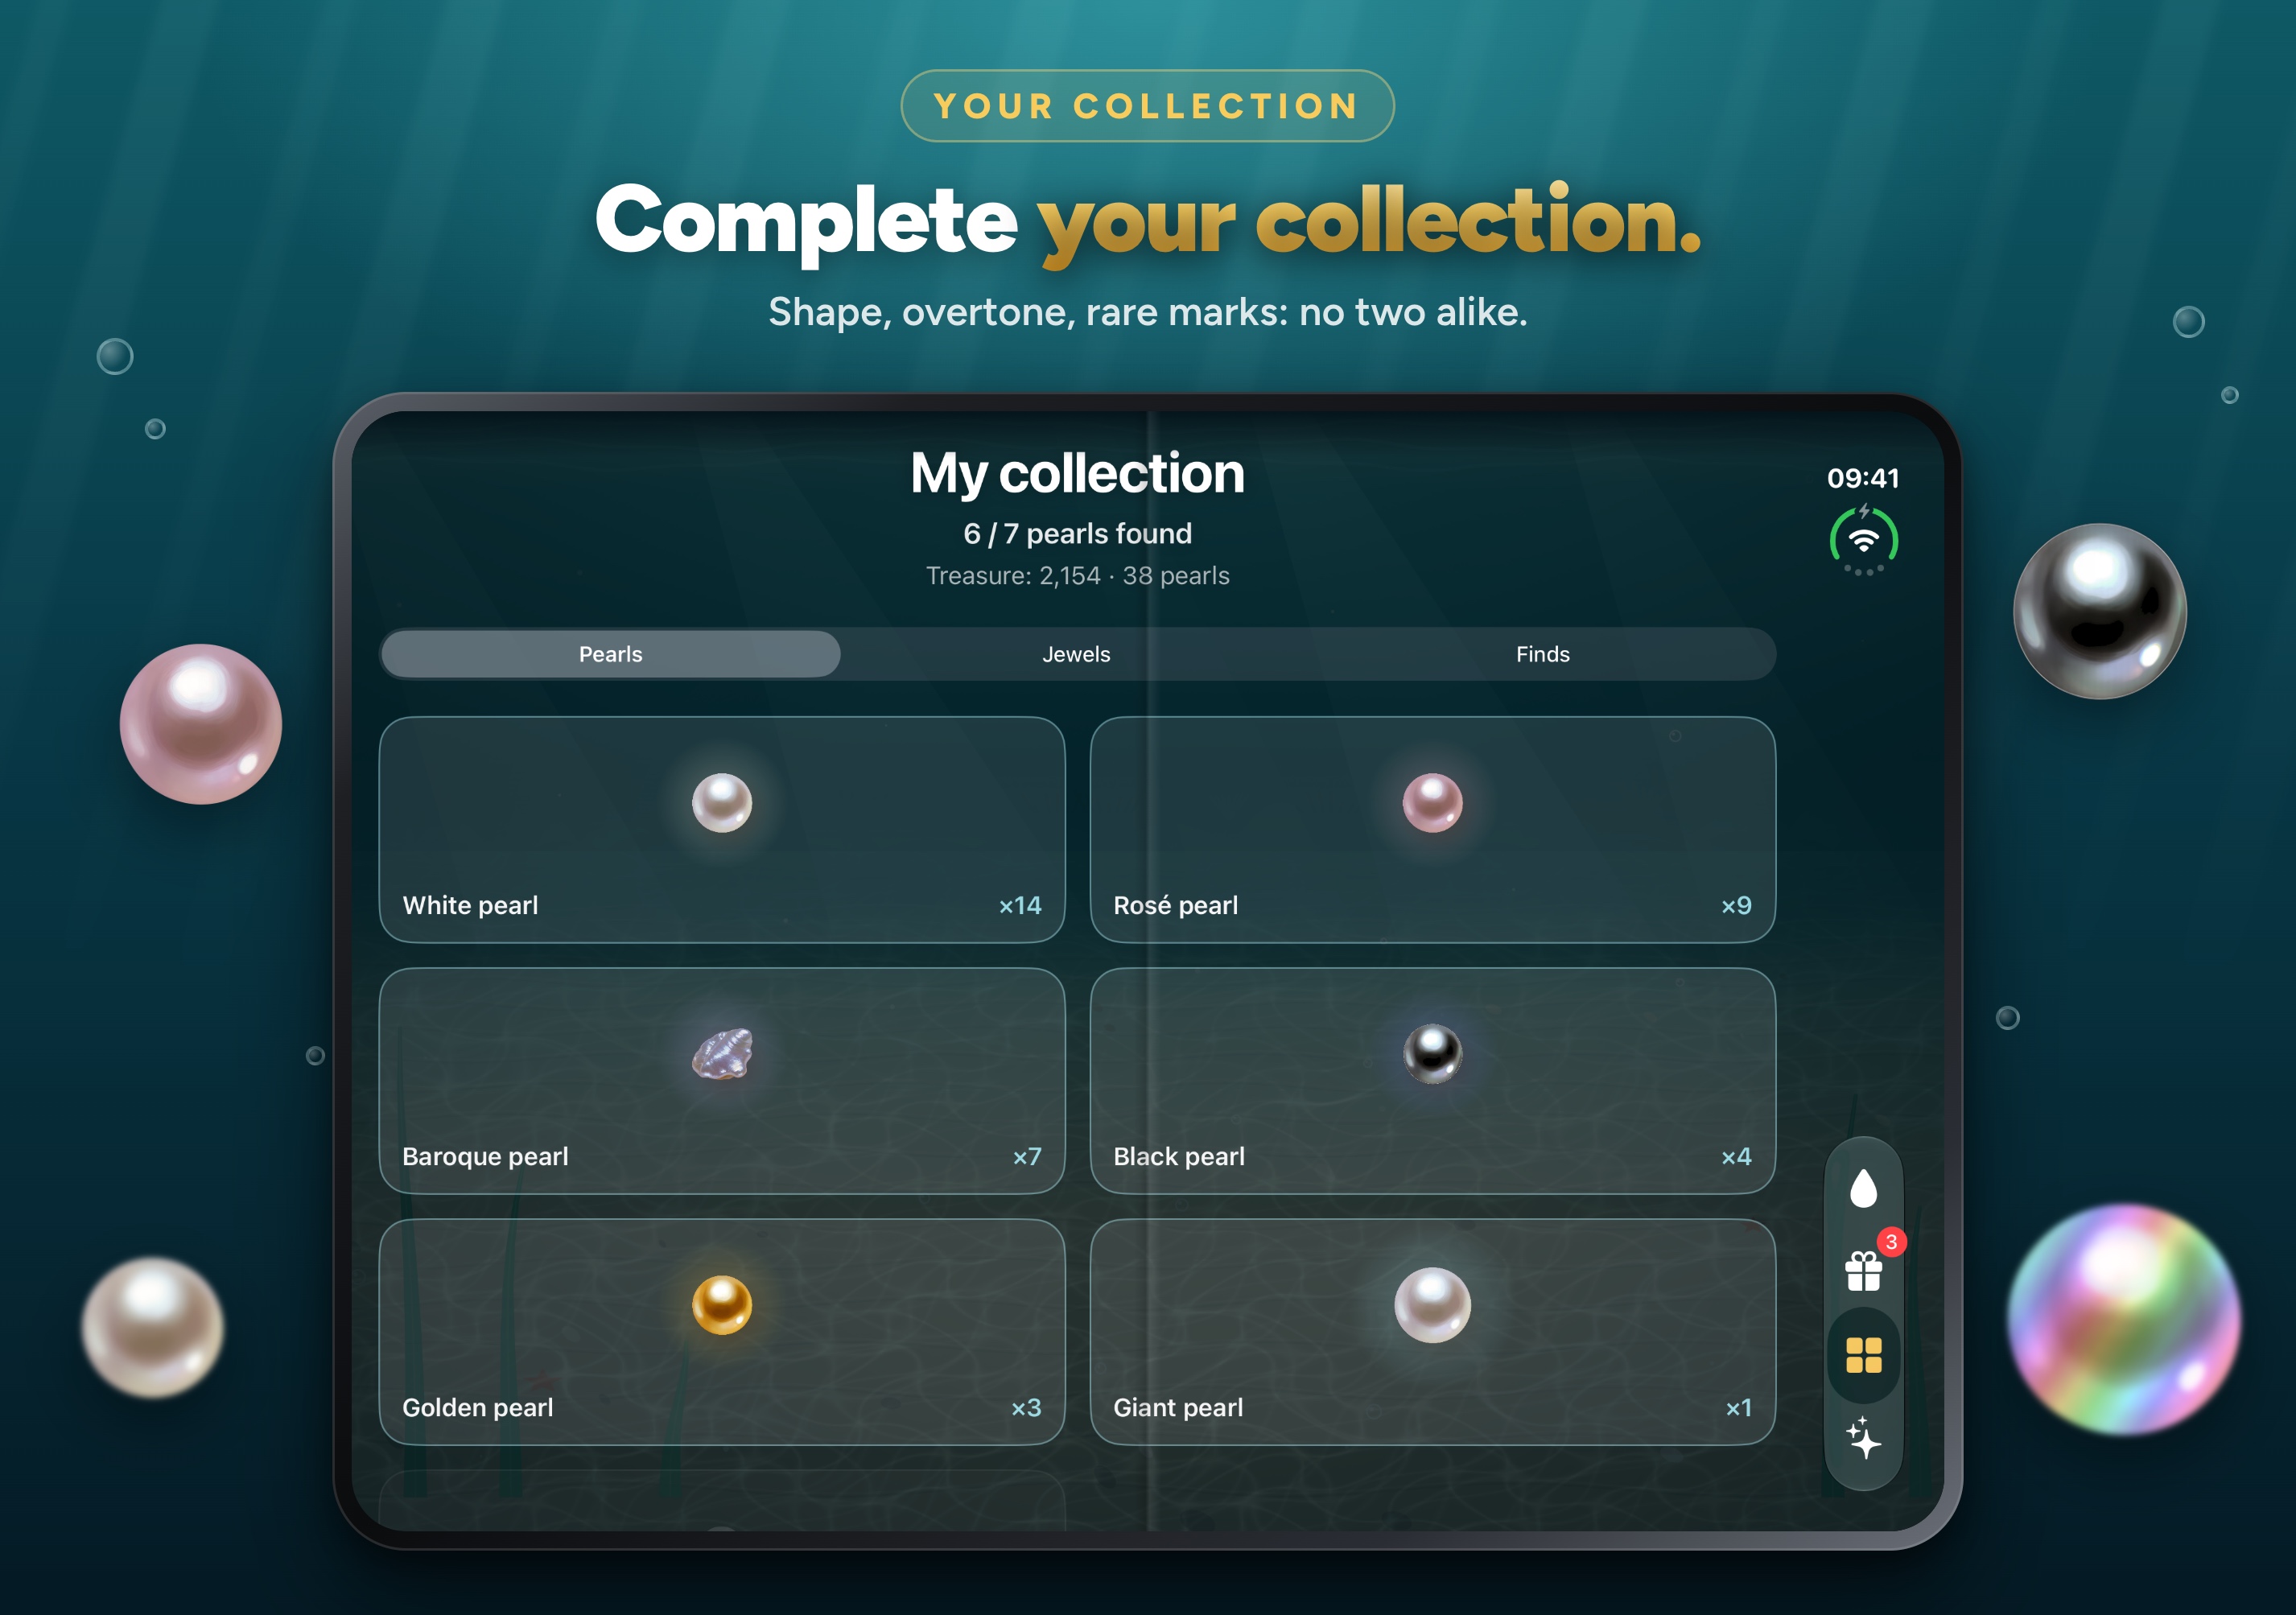 YOUR COLLECTION
Complete your collection.
Shape, overtone, rare marks: no two alike.
My collection
6 / 7 pearls found
Treasure: 2,154 · 38 pearls
09:41
Pearls
Jewels
Finds
White pearl
×14
Rosé pearl
×9
Baroque pearl
×7
Black pearl
×4
Golden pearl
×3
Giant pearl
×1
3